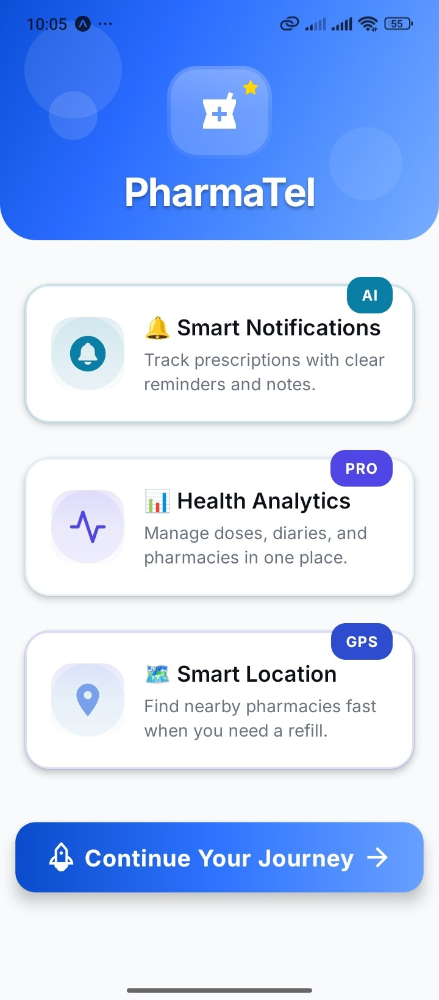 10:05
55
PharmaTel
AI
🔔 Smart Notifications
Track prescriptions with clear
reminders and notes.
PRO
📊 Health Analytics
Manage doses, diaries, and
pharmacies in one place.
GPS
🗺️ Smart Location
Find nearby pharmacies fast
when you need a refill.
Continue Your Journey →